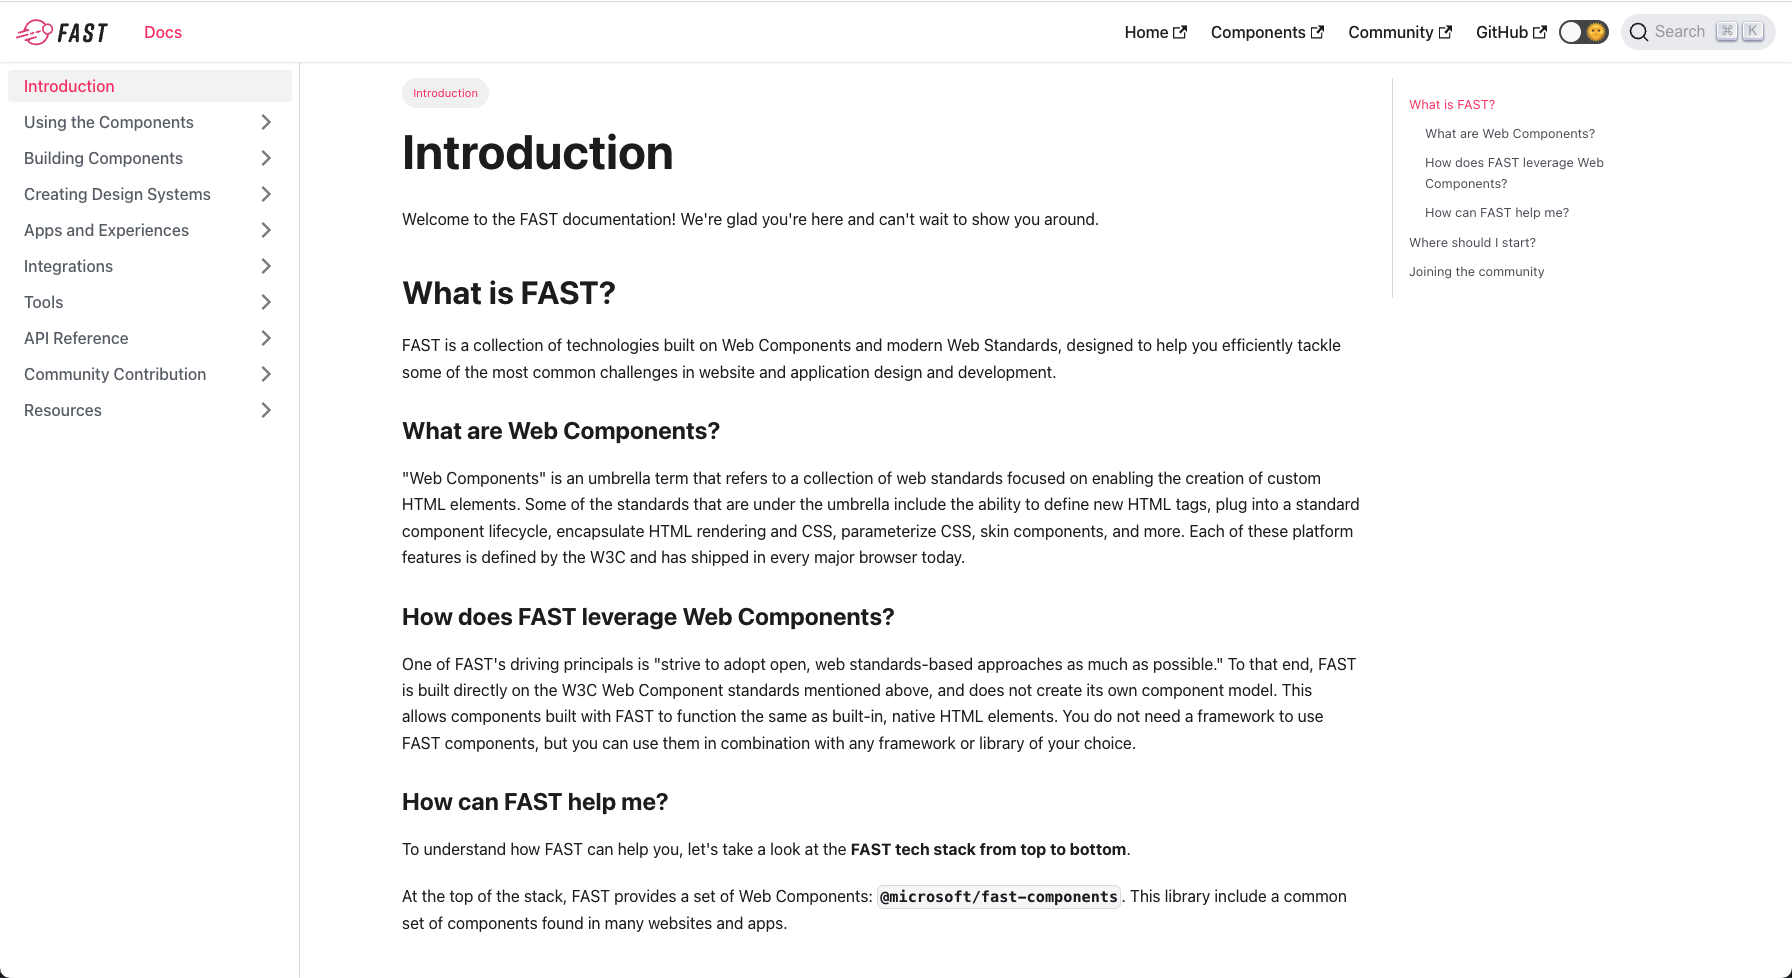 FAST
Docs
Home
Components
Community
GitHub
Search ⌘ K
Introduction
Using the Components
Building Components
Creating Design Systems
Apps and Experiences
Integrations
Tools
API Reference
Community Contribution
Resources
Introduction
Introduction
Welcome to the FAST documentation! We're glad you're here and can't wait to show you around.
What is FAST?
FAST is a collection of technologies built on Web Components and modern Web Standards, designed to help you efficiently tackle
some of the most common challenges in website and application design and development.
What are Web Components?
"Web Components" is an umbrella term that refers to a collection of web standards focused on enabling the creation of custom
HTML elements. Some of the standards that are under the umbrella include the ability to define new HTML tags, plug into a standard
component lifecycle, encapsulate HTML rendering and CSS, parameterize CSS, skin components, and more. Each of these platform
features is defined by the W3C and has shipped in every major browser today.
How does FAST leverage Web Components?
One of FAST's driving principals is "strive to adopt open, web standards-based approaches as much as possible." To that end, FAST
is built directly on the W3C Web Component standards mentioned above, and does not create its own component model. This
allows components built with FAST to function the same as built-in, native HTML elements. You do not need a framework to use
FAST components, but you can use them in combination with any framework or library of your choice.
How can FAST help me?
To understand how FAST can help you, let's take a look at the FAST tech stack from top to bottom.
At the top of the stack, FAST provides a set of Web Components: @microsoft/fast-components. This library include a common
set of components found in many websites and apps.
What is FAST?
What are Web Components?
How does FAST leverage Web
Components?
How can FAST help me?
Where should I start?
Joining the community